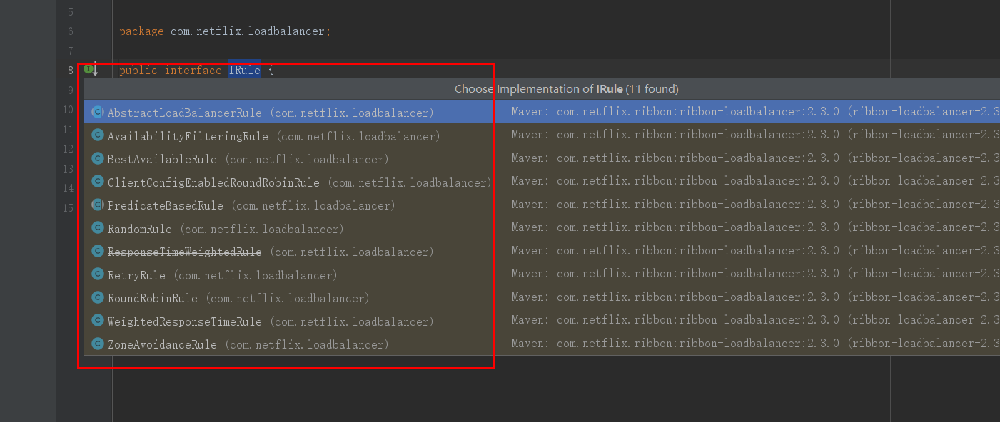 5
6 package com.netflix.loadbalancer;
7
8 public interface IRule {
9 Choose Implementation of IRule (11 found)
10 AbstractLoadBalancerRule (com.netflix.loadbalancer) Maven: com.netflix.ribbon:ribbon-loadbalancer:2.3.0 (ribbon-loadbalancer-2.3
11 AvailabilityFilteringRule (com.netflix.loadbalancer) Maven: com.netflix.ribbon:ribbon-loadbalancer:2.3.0 (ribbon-loadbalancer-2.3
12 BestAvailableRule (com.netflix.loadbalancer) Maven: com.netflix.ribbon:ribbon-loadbalancer:2.3.0 (ribbon-loadbalancer-2.3
13 ClientConfigEnabledRoundRobinRule (com.netflix.loadbalancer) Maven: com.netflix.ribbon:ribbon-loadbalancer:2.3.0 (ribbon-loadbalancer-2.3
14 PredicateBasedRule (com.netflix.loadbalancer) Maven: com.netflix.ribbon:ribbon-loadbalancer:2.3.0 (ribbon-loadbalancer-2.3
15 RandomRule (com.netflix.loadbalancer) Maven: com.netflix.ribbon:ribbon-loadbalancer:2.3.0 (ribbon-loadbalancer-2.3
ResponseTimeWeightedRule (com.netflix.loadbalancer) Maven: com.netflix.ribbon:ribbon-loadbalancer:2.3.0 (ribbon-loadbalancer-2.3
RetryRule (com.netflix.loadbalancer) Maven: com.netflix.ribbon:ribbon-loadbalancer:2.3.0 (ribbon-loadbalancer-2.3
RoundRobinRule (com.netflix.loadbalancer) Maven: com.netflix.ribbon:ribbon-loadbalancer:2.3.0 (ribbon-loadbalancer-2.3
WeightedResponseTimeRule (com.netflix.loadbalancer) Maven: com.netflix.ribbon:ribbon-loadbalancer:2.3.0 (ribbon-loadbalancer-2.3
ZoneAvoidanceRule (com.netflix.loadbalancer) Maven: com.netflix.ribbon:ribbon-loadbalancer:2.3.0 (ribbon-loadbalancer-2.3